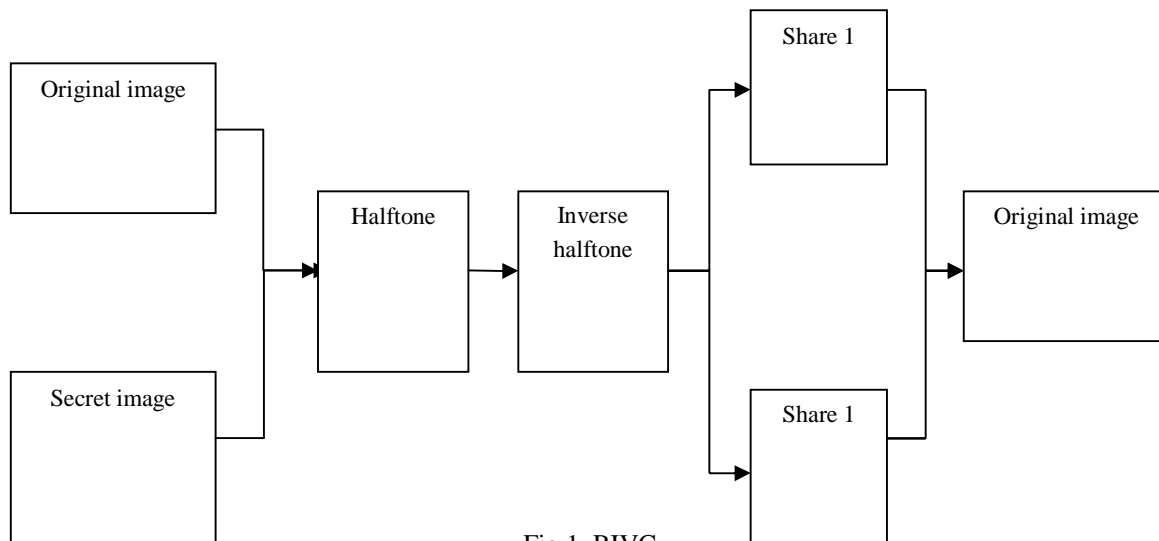 Share 1
Original image
Halftone
Inverse
halftone
Original image
Secret image
Share 1